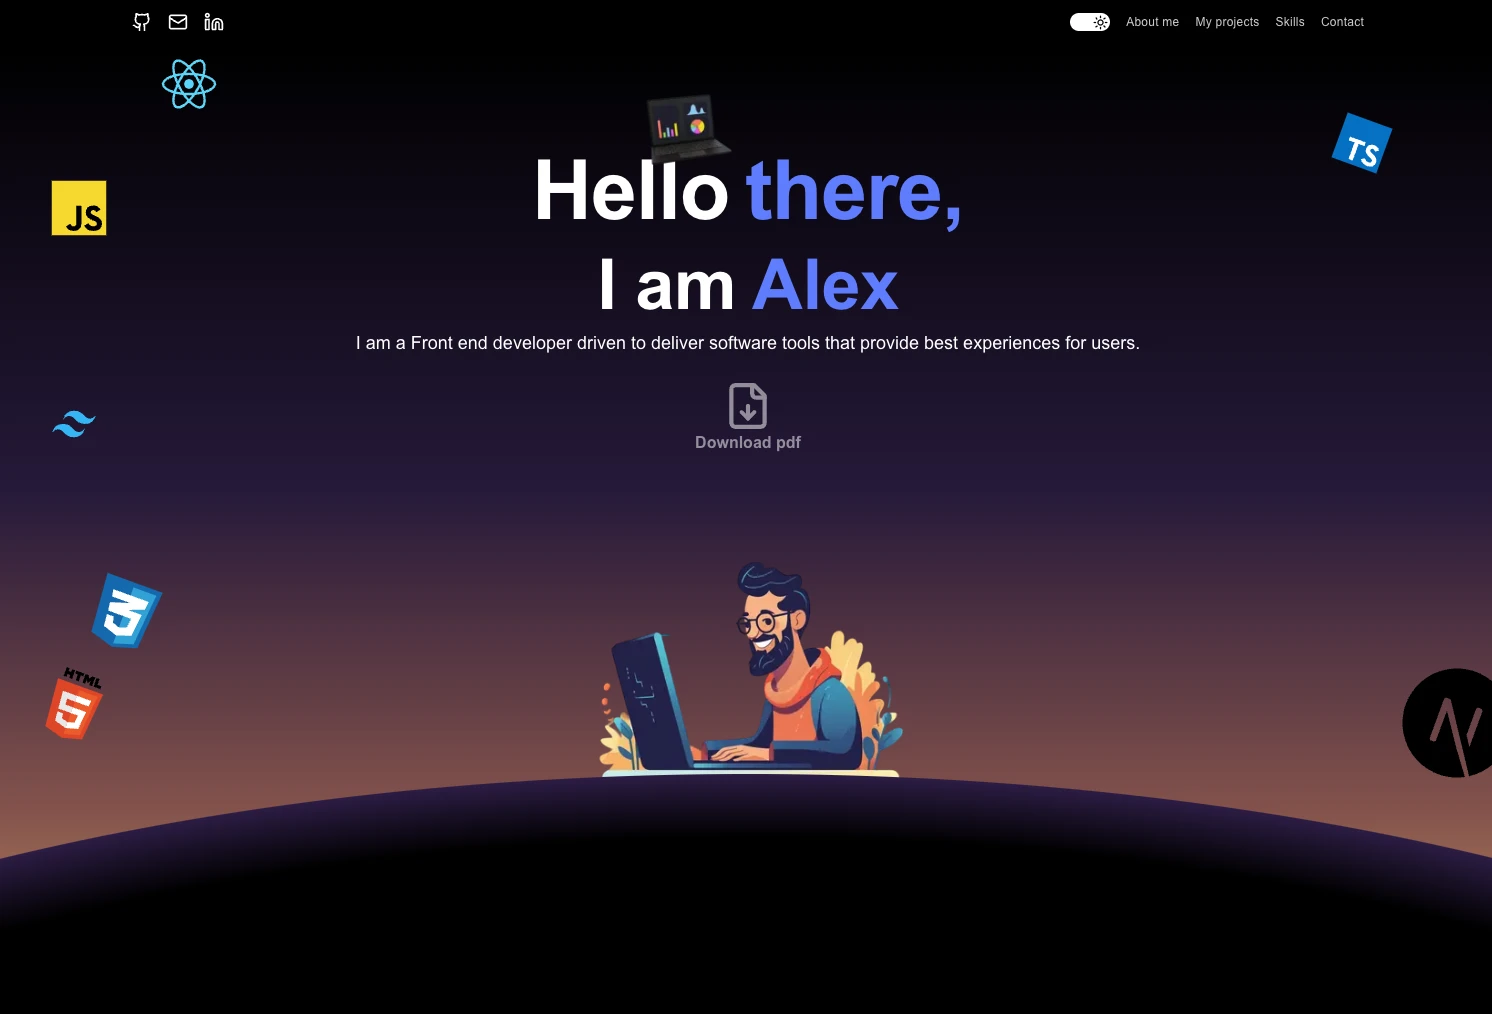 About me
My projects
Skills
Contact
TS
Hello there,
JS
I am Alex
I am a Front end developer driven to deliver software tools that provide best experiences for users.
Download pdf
3
HTML
5